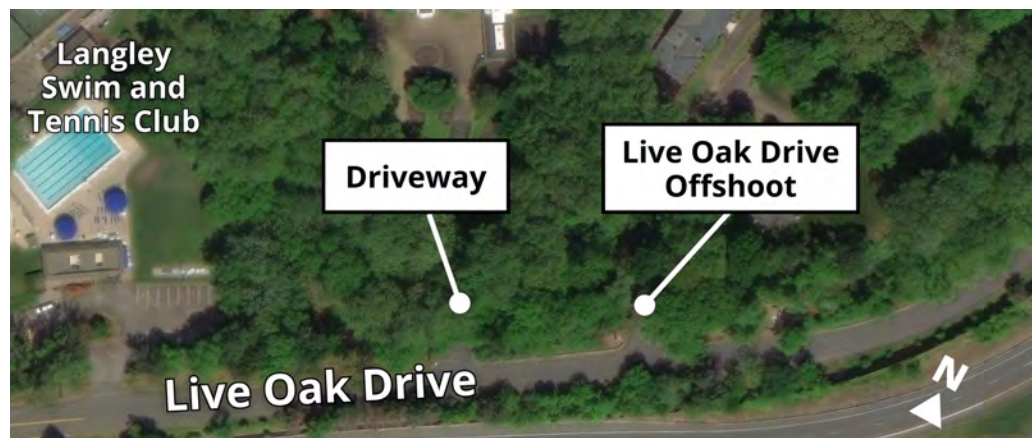 Langley
Swim and
Tennis Club
Driveway
Live Oak Drive
Offshoot
Live Oak Drive
N